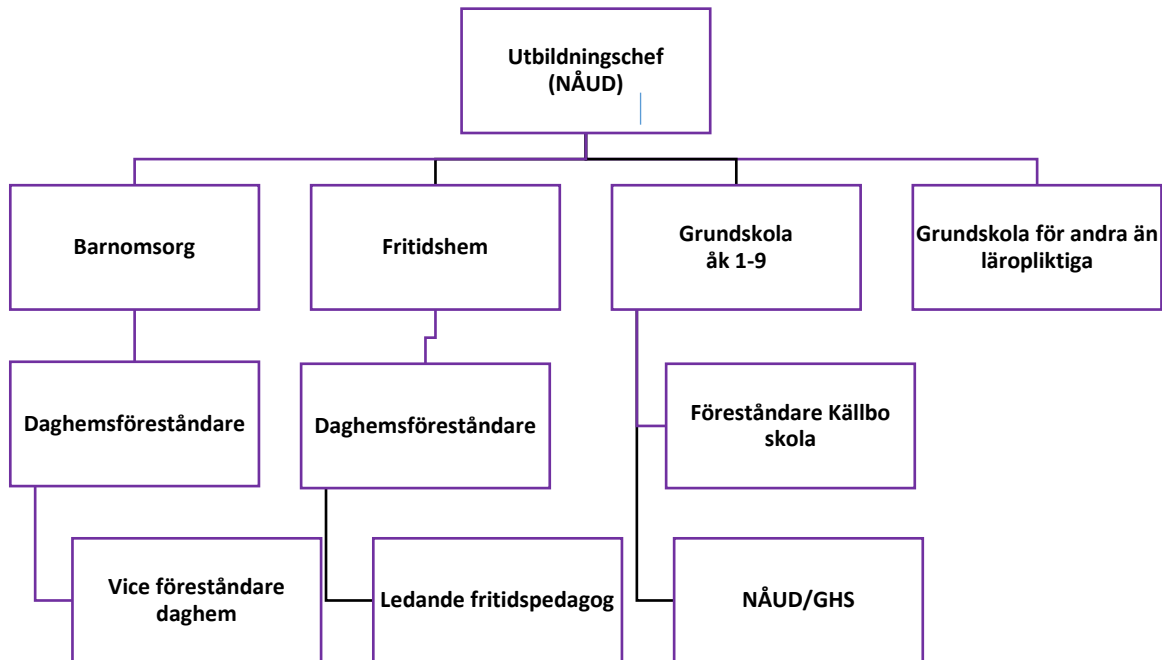 Utbildningschef
(NÅUD)
Barnomsorg
Fritidshem
Grundskola
åk 1-9
Grundskola för andra än
läropliktiga
Daghemsföreståndare
Daghemsföreståndare
Föreståndare Källbo
skola
Vice föreståndare
daghem
Ledande fritidspedagog
NÅUD/GHS